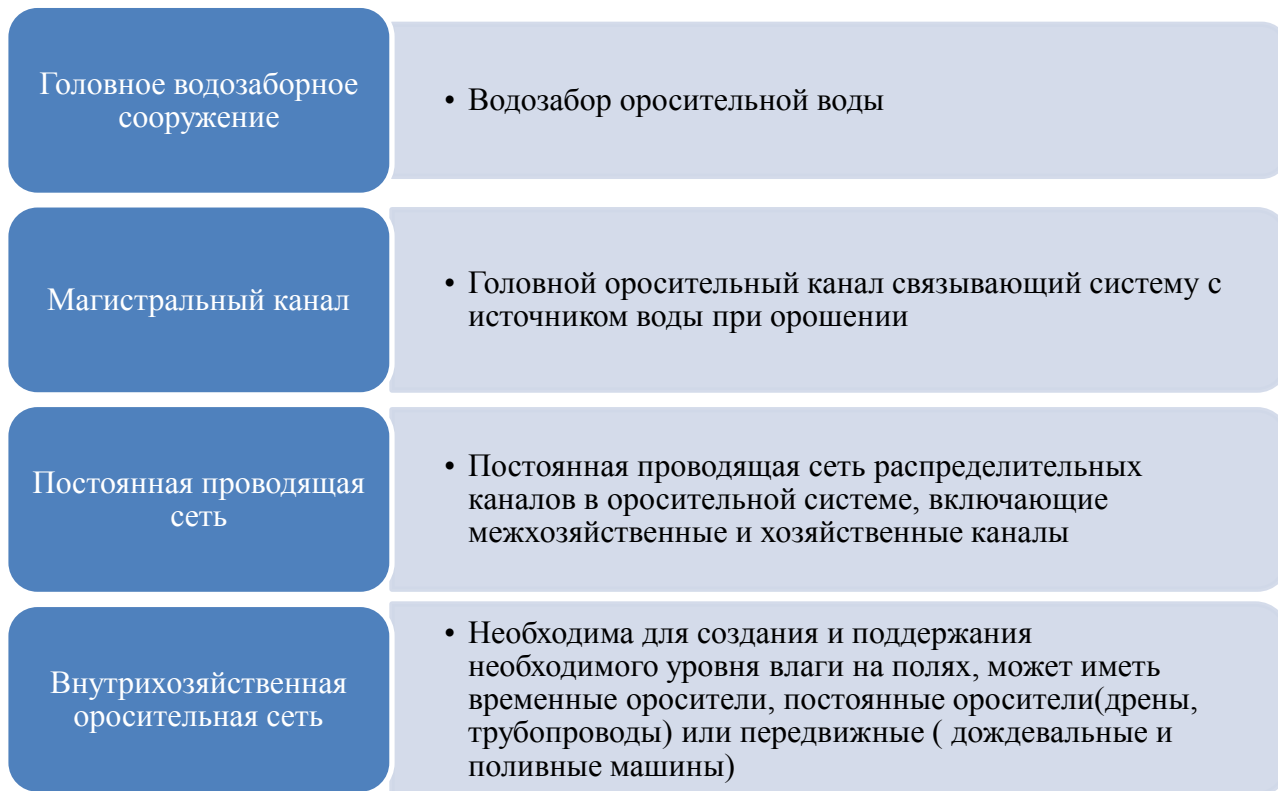 Головное водозаборное
сооружение
• Водозабор оросительной воды
Магистральный канал
• Головной оросительный канал связывающий систему с
источником воды при орошении
Постоянная проводящая
сеть
• Постоянная проводящая сеть распределительных
каналов в оросительной системе, включающие
межхозяйственные и хозяйственные каналы
Внутрихозяйственная
оросительная сеть
• Необходима для создания и поддержания
необходимого уровня влаги на полях, может иметь
временные оросители, постоянные оросители(дрены,
трубопроводы) или передвижные ( дождевальные и
поливные машины)